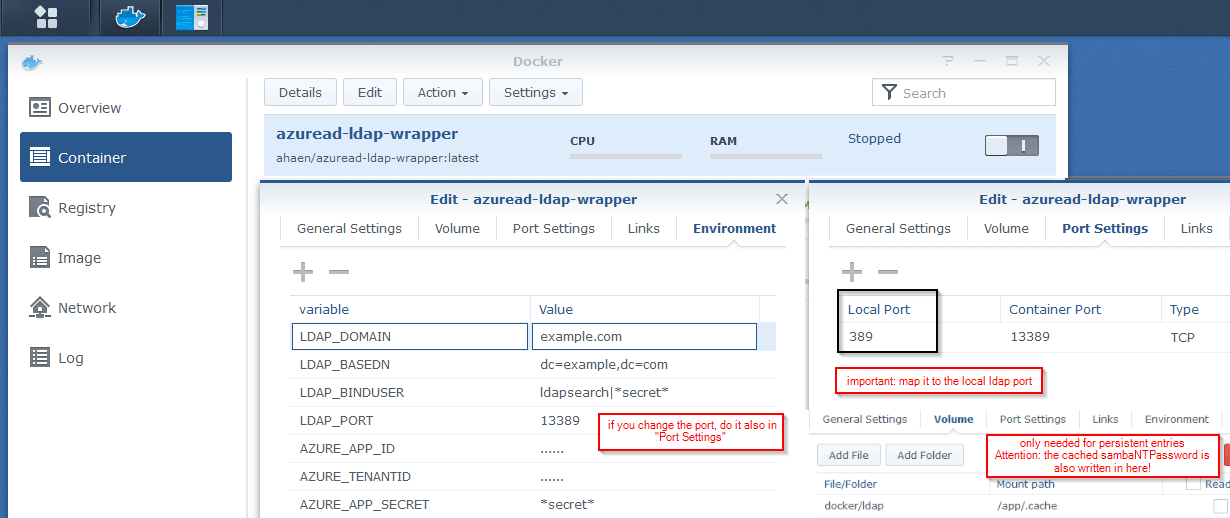 Docker
?
Overview
Container
Registry
Image
Network
Log
Details
Edit
Action
Settings
Search
azuread-ldap-wrapper
ahaen/azuread-ldap-wrapper:latest
CPU
RAM
Stopped
Edit - azuread-ldap-wrapper
General Settings
Volume
Port Settings
Links
Environment
variable
Value
LDAP_DOMAIN
example.com
LDAP_BASEDN
dc=example,dc=com
LDAP_BINDUSER
ldapsearch|*secret*
LDAP_PORT
13389
if you change the port, do it also in
"Port Settings"
AZURE_APP_ID
......
AZURE_TENANTID
......
AZURE_APP_SECRET
*secret*
Edit - azuread-ldap-wrapper
General Settings
Volume
Port Settings
Links
Local Port
Container Port
Type
389
13389
TCP
important: map it to the local ldap port
General Settings
Volume
Port Settings
Links
Environment
Add File
Add Folder
only needed for persistent entries
Attention: the cached sambaNTPassword is
also written in here!
File/Folder
Mount path
Read
docker/ldap
/app/.cache